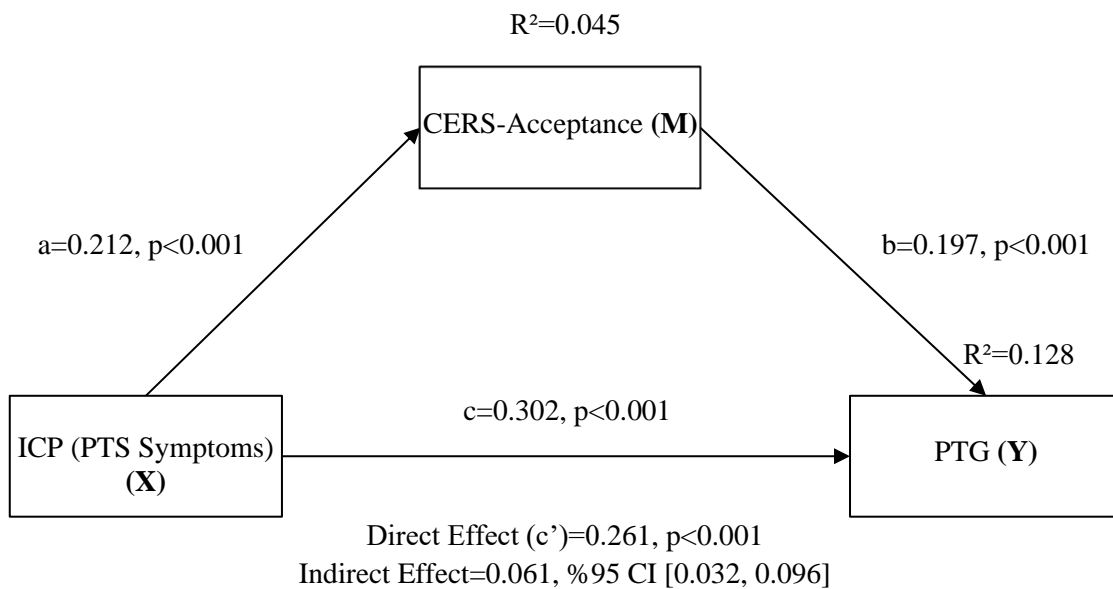 R²=0.045
CERS-Acceptance (M)
a=0.212, p<0.001
b=0.197, p<0.001
R²=0.128
c=0.302, p<0.001
ICP (PTS Symptoms)
(X)
PTG (Y)
Direct Effect (c’)=0.261, p<0.001
Indirect Effect=0.061, %95 CI [0.032, 0.096]